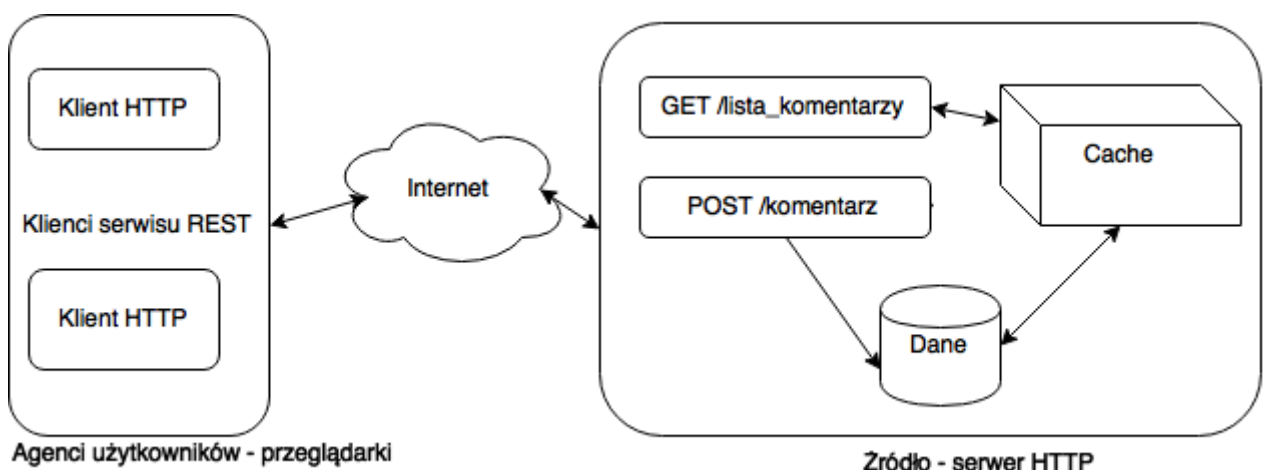 Klient HTTP
Klienci serwisu REST
Klient HTTP
Agenci użytkowników - przeglądarki
Internet
GET /lista_komentarzy
POST /komentarz
Cache
Dane
Źródło - serwer HTTP